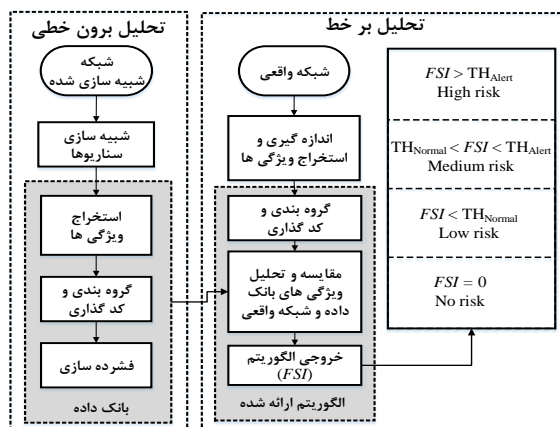 تحلیل بر خط
تحلیل برون خطی
شبکه
شبیه سازی شده
شبیه سازی
سناریوها
استخراج
ویژگی ها
گروه بندی و
کد گذاری
فشرده سازی
بانک داده
شبکه واقعی
اندازه گیری و
استخراج ویژگی ها
گروه بندی و
کد گذاری
مقایسه و تحلیل
ویژگی های بانک
داده و شبکه واقعی
خروجی الگوریتم
(FSI)
الگوریتم ارائه شده
FSI > TH_Alert
High risk
TH_Normal < FSI < TH_Alert
Medium risk
FSI < TH_Normal
Low risk
FSI = 0
No risk